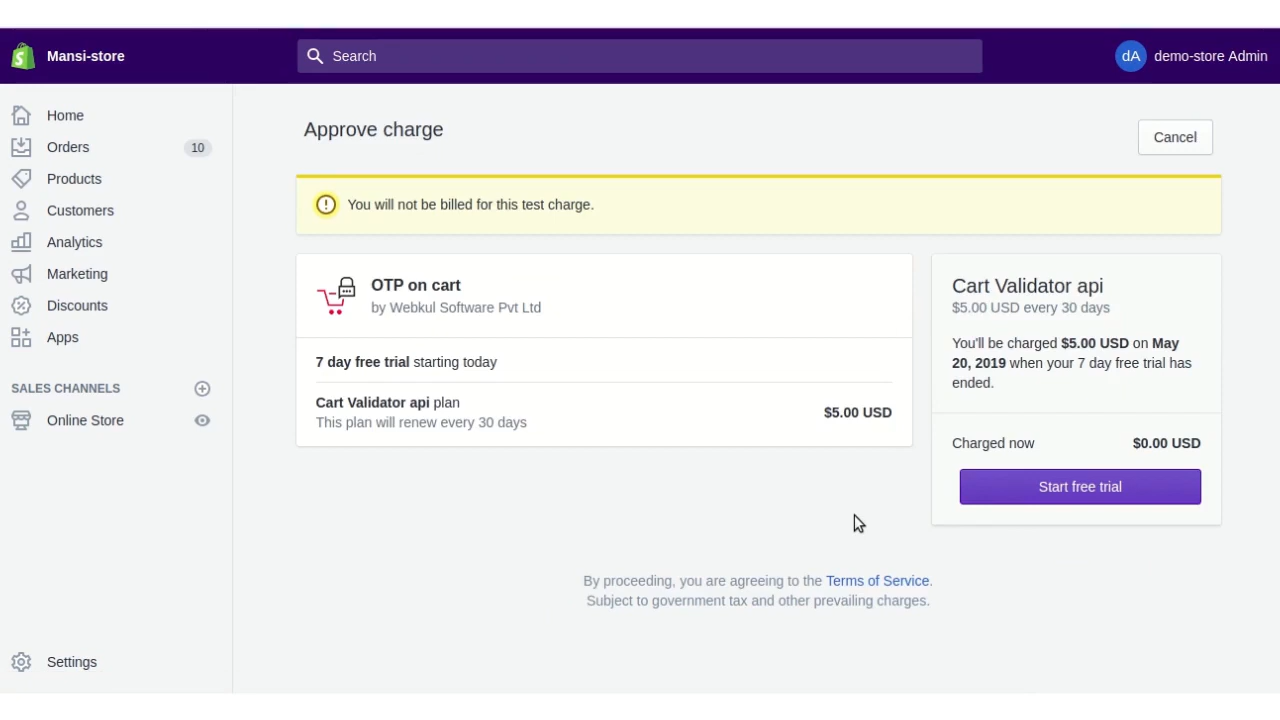 Mansi-store
Search
dA
demo-store Admin
Home
Orders 10
Products
Customers
Analytics
Marketing
Discounts
Apps
SALES CHANNELS
Online Store
Settings
Approve charge
Cancel
You will not be billed for this test charge.
OTP on cart
by Webkul Software Pvt Ltd
7 day free trial starting today
Cart Validator api plan
This plan will renew every 30 days
$5.00 USD
Cart Validator api
$5.00 USD every 30 days
You'll be charged $5.00 USD on May
20, 2019 when your 7 day free trial has
ended.
Charged now $0.00 USD
Start free trial
By proceeding, you are agreeing to the Terms of Service.
Subject to government tax and other prevailing charges.